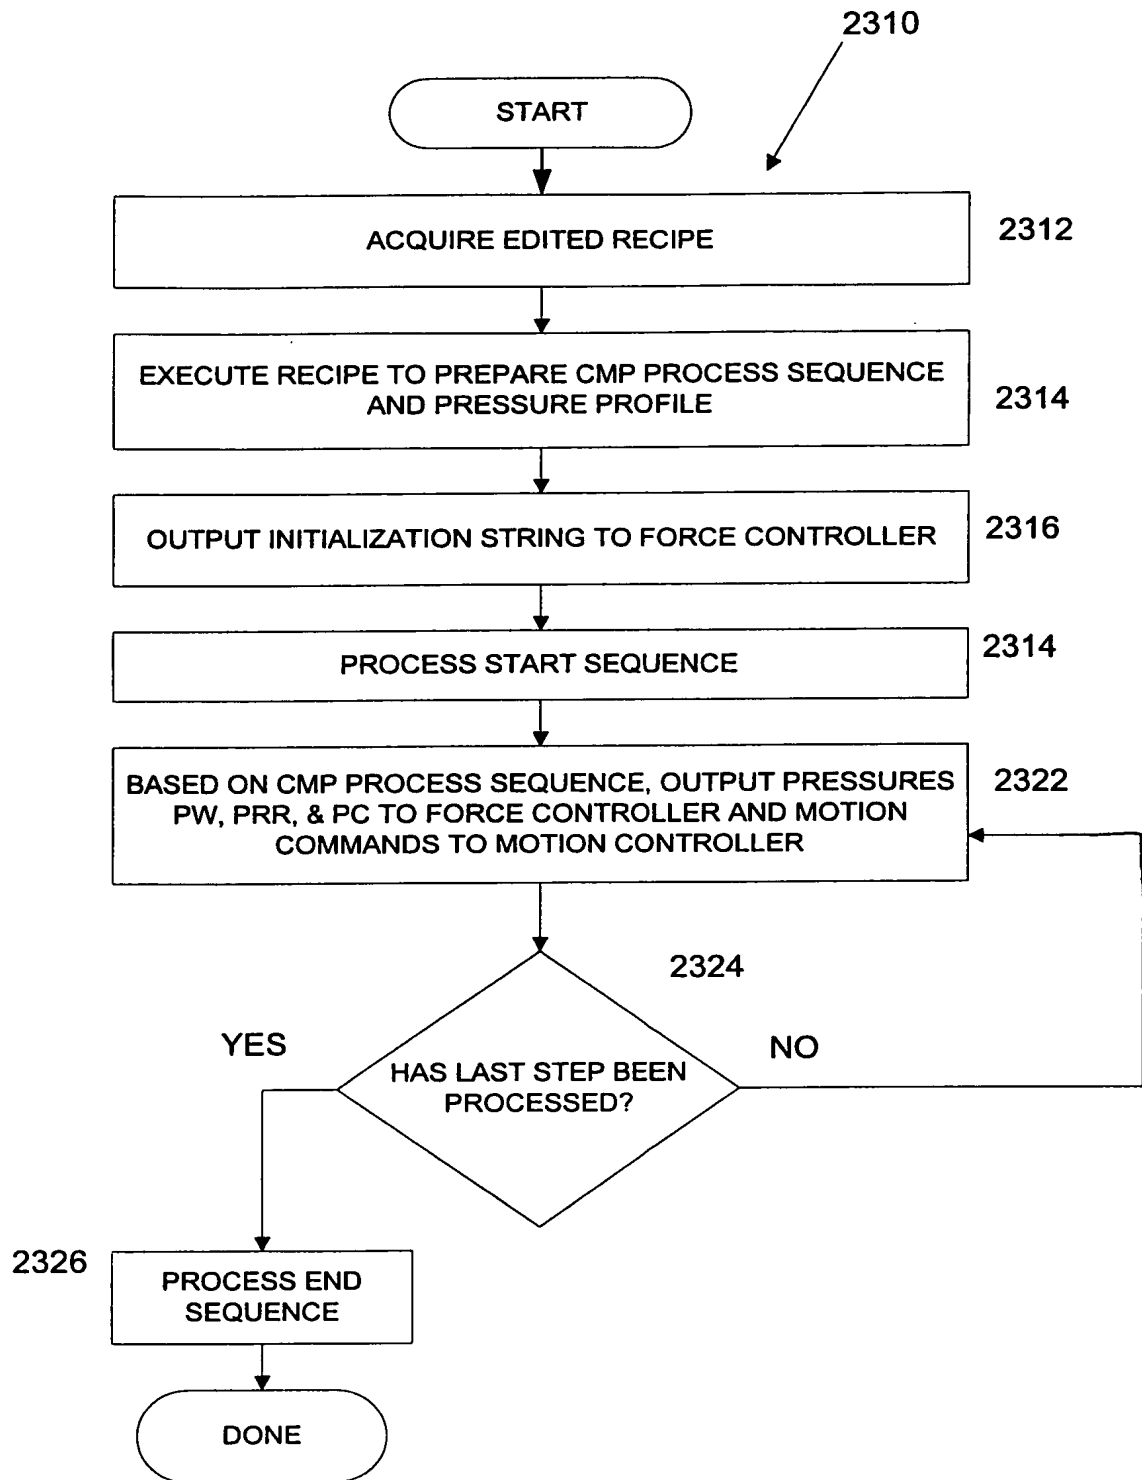 2310
START
ACQUIRE EDITED RECIPE
2312
EXECUTE RECIPE TO PREPARE CMP PROCESS SEQUENCE
AND PRESSURE PROFILE
2314
OUTPUT INITIALIZATION STRING TO FORCE CONTROLLER
2316
PROCESS START SEQUENCE
2314
BASED ON CMP PROCESS SEQUENCE, OUTPUT PRESSURES
PW, PRR, & PC TO FORCE CONTROLLER AND MOTION
COMMANDS TO MOTION CONTROLLER
2322
2324
YES
NO
HAS LAST STEP BEEN
PROCESSED?
2326
PROCESS END
SEQUENCE
DONE